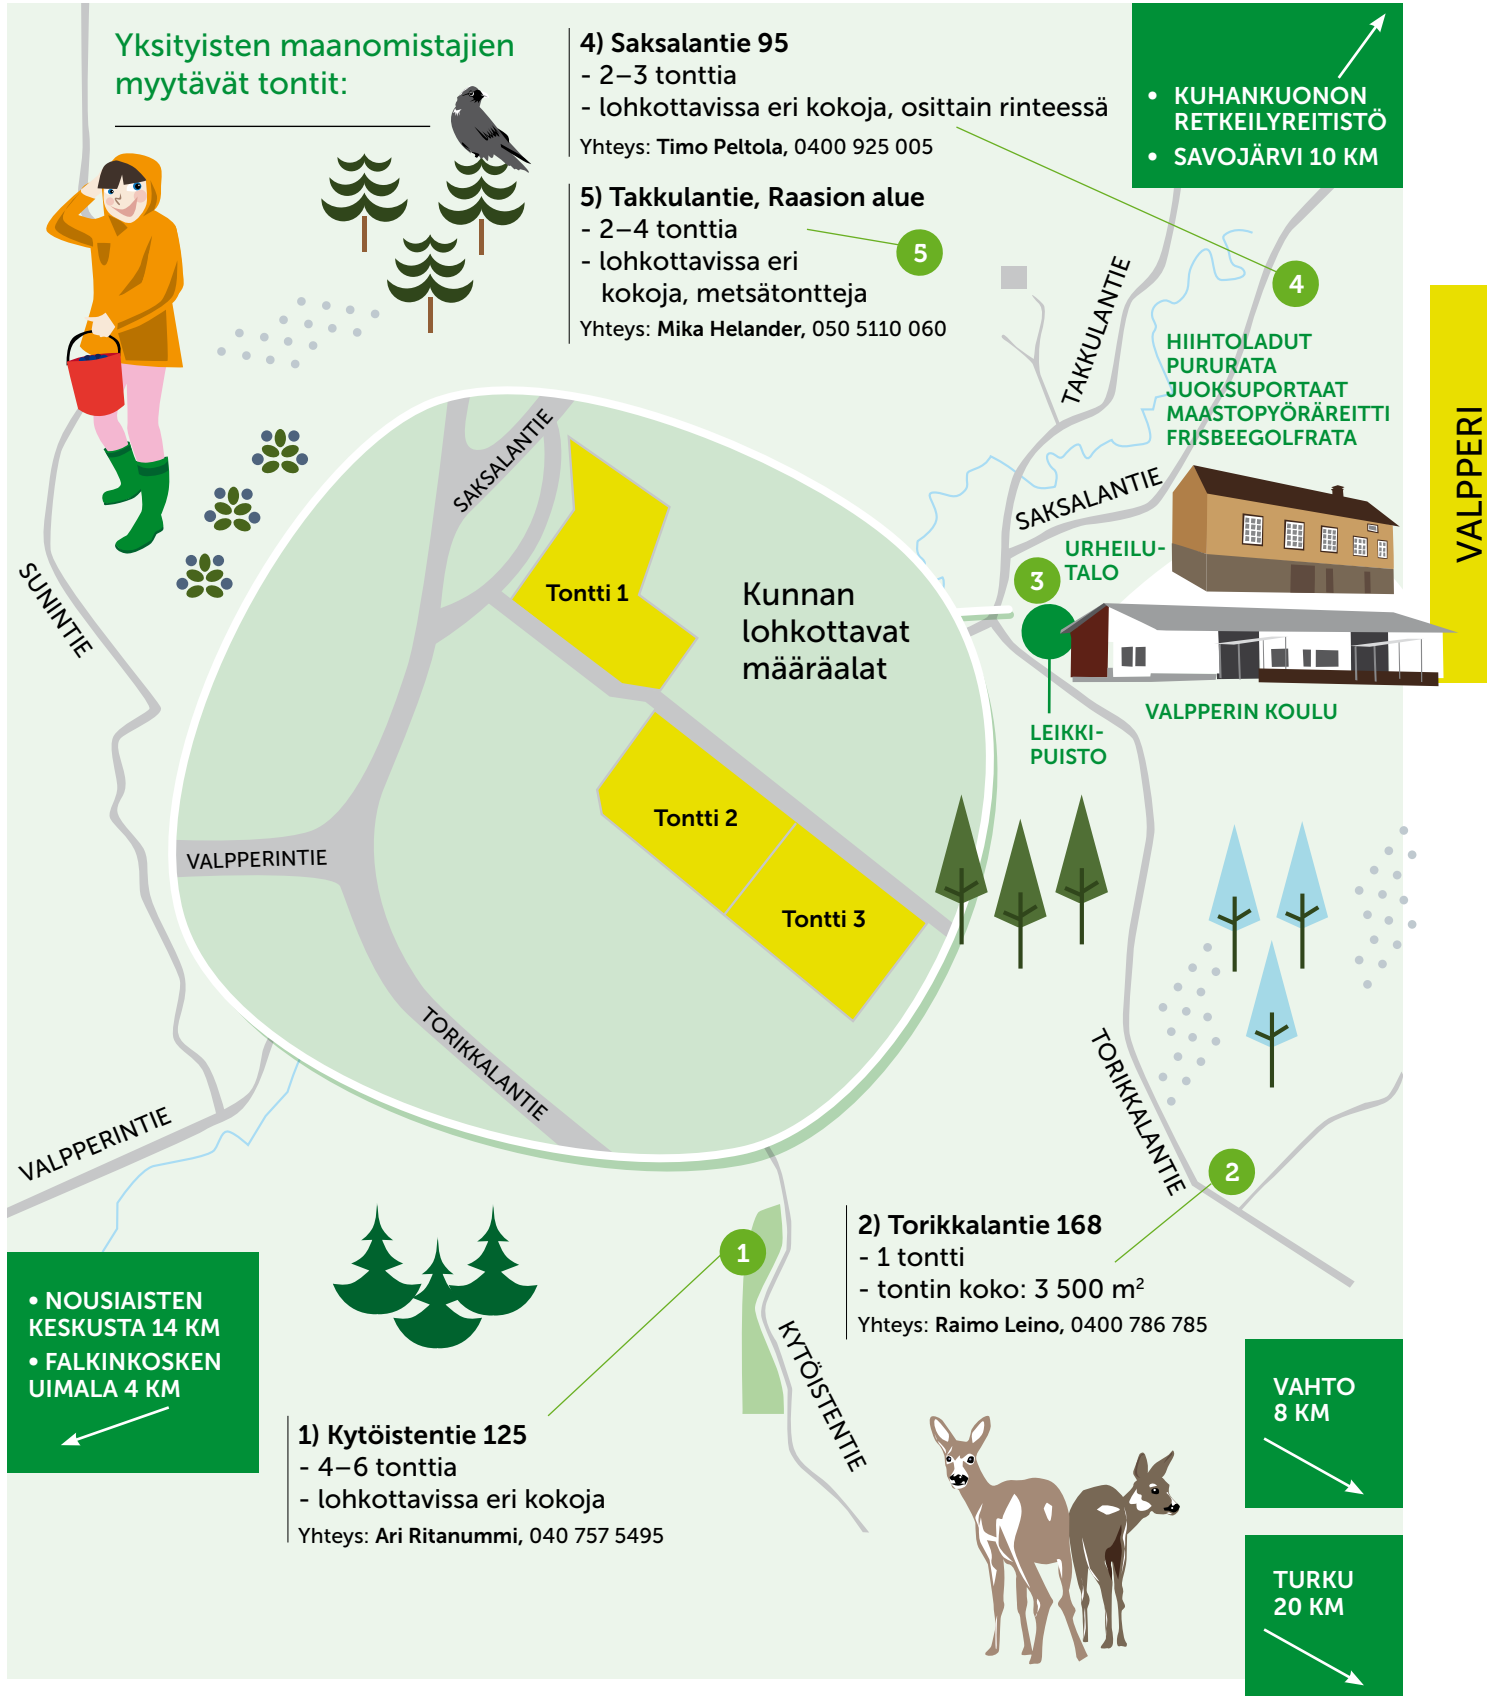 Yksityisten maanomistajien
myytävät tontit:
4) Saksalantie 95
- 2–3 tonttia
- lohkottavissa eri kokoja, osittain rinteessä
Yhteys: Timo Peltola, 0400 925 005
5) Takkulantie, Raasion alue
- 2–4 tonttia
- lohkottavissa eri
kokoja, metsätontteja
Yhteys: Mika Helander, 050 5110 060
• KUHANKUONON
RETKEILYREITISTÖ
• SAVOJÄRVI 10 KM
5
4
TAKKULANTIE
HIIHTOLADUT
PURURATA
JUOKSUPORTAAT
MAASTOPYÖRÄREITTI
FRISBEEGOLFRATA
VALPPERI
SAKSALANTIE
SAKSALANTIE
URHEILU-
TALO
3
SUNINTIE
Tontti 1
Kunnan
lohkottavat
määräalat
VALPPERIN KOULU
LEIKKI-
PUISTO
Tontti 2
VALPPERINTIE
Tontti 3
TORIKKALANTIE
TORIKKALANTIE
VALPPERINTIE
2
1
2) Torikkalantie 168
- 1 tontti
- tontin koko: 3 500 m²
Yhteys: Raimo Leino, 0400 786 785
• NOUSIAISTEN
KESKUSTA 14 KM
• FALKINKOSKEN
UIMALA 4 KM
KYTÖISTENTIE
1) Kytöistentie 125
- 4–6 tonttia
- lohkottavissa eri kokoja
Yhteys: Ari Ritanummi, 040 757 5495
VAHTO
8 KM
TURKU
20 KM